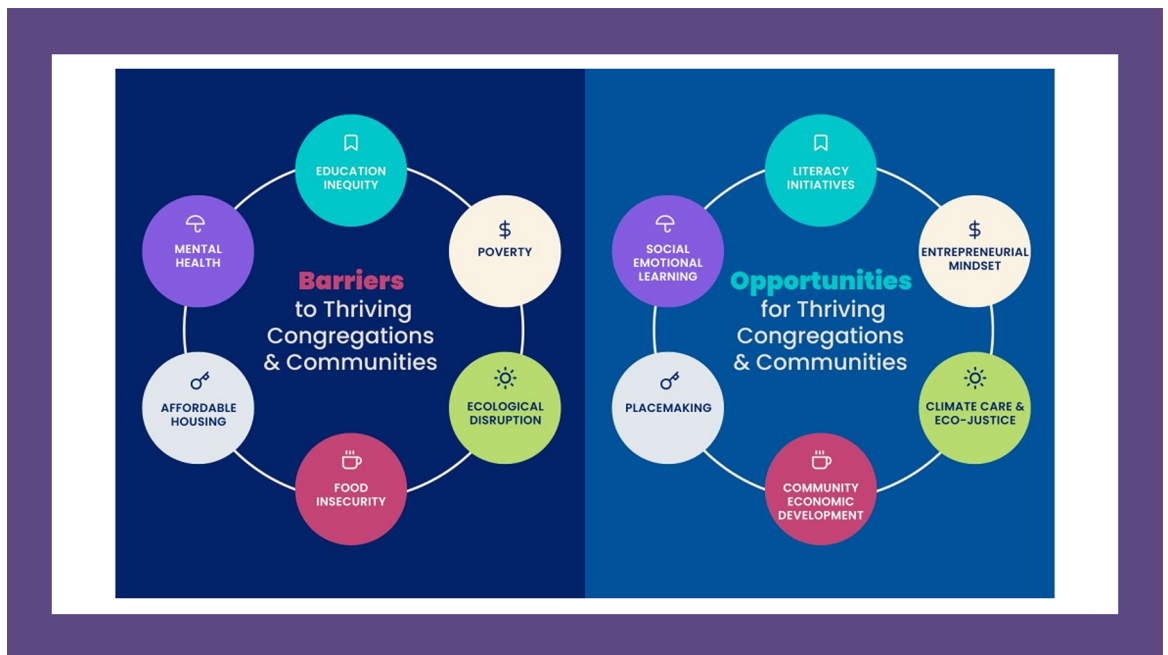 EDUCATION
INEQUITY
POVERTY
ECOLOGICAL
DISRUPTION
FOOD
INSECURITY
AFFORDABLE
HOUSING
MENTAL
HEALTH
Barriers
to Thriving
Congregations
& Communities
LITERACY
INITIATIVES
ENTREPRENEURIAL
MINDSET
CLIMATE CARE &
ECO-JUSTICE
COMMUNITY
ECONOMIC
DEVELOPMENT
PLACEMAKING
SOCIAL
EMOTIONAL
LEARNING
Opportunities
for Thriving
Congregations
& Communities